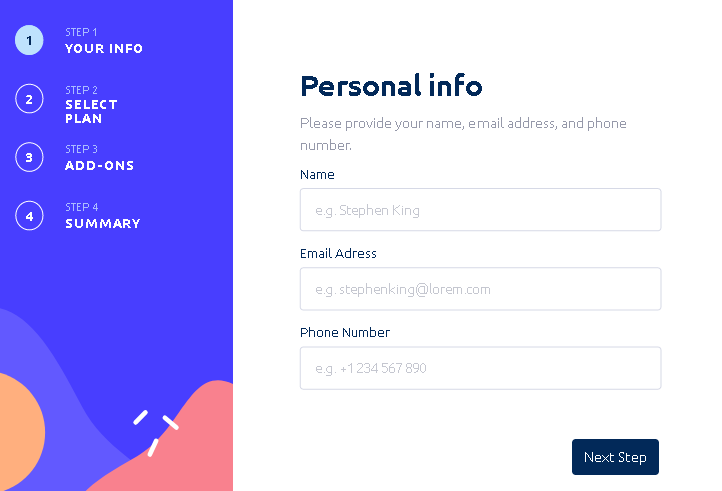 1
STEP 1
YOUR INFO
2
STEP 2
SELECT
PLAN
3
STEP 3
ADD-ONS
4
STEP 4
SUMMARY
Personal info
Please provide your name, email address, and phone
number.
Name
e.g. Stephen King
Email Adress
e.g. stephenking@lorem.com
Phone Number
e.g. +1 234 567 890
Next Step